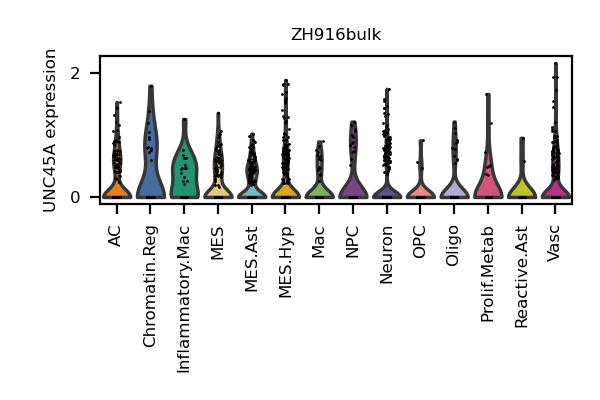 ZH916bulk
UNC45A expression
2
0
AC
Chromatin.Reg
Inflammatory.Mac
MES
MES.Ast
MES.Hyp
Mac
NPC
Neuron
OPC
Oligo
Prolif.Metab
Reactive.Ast
Vasc